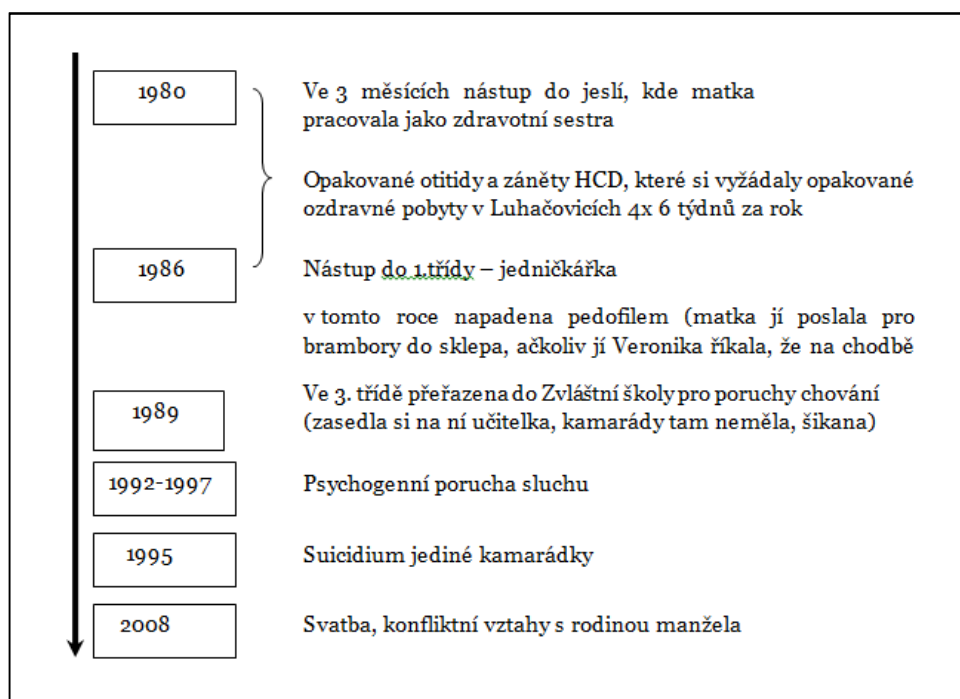 1980
Ve 3 měsících nástup do jeslí, kde matka
pracovala jako zdravotní sestra
Opakované otitidy a záněty HCD, které si vyžádaly opakované
ozdravné pobyty v Luhačovicích 4x 6 týdnů za rok
1986
Nástup do 1.třídy – jedničkářka
v tomto roce napadena pedofilem (matka jí poslala pro
brambory do sklepa, ačkoliv jí Veronika říkala, že na chodbě
1989
Ve 3. třídě přeřazena do Zvláštní školy pro poruchy chování
(zasedla si na ní učitelka, kamarády tam neměla, šikana)
1992-1997
Psychogenní porucha sluchu
1995
Suicidium jediné kamarádky
2008
Svatba, konfliktní vztahy s rodinou manžela